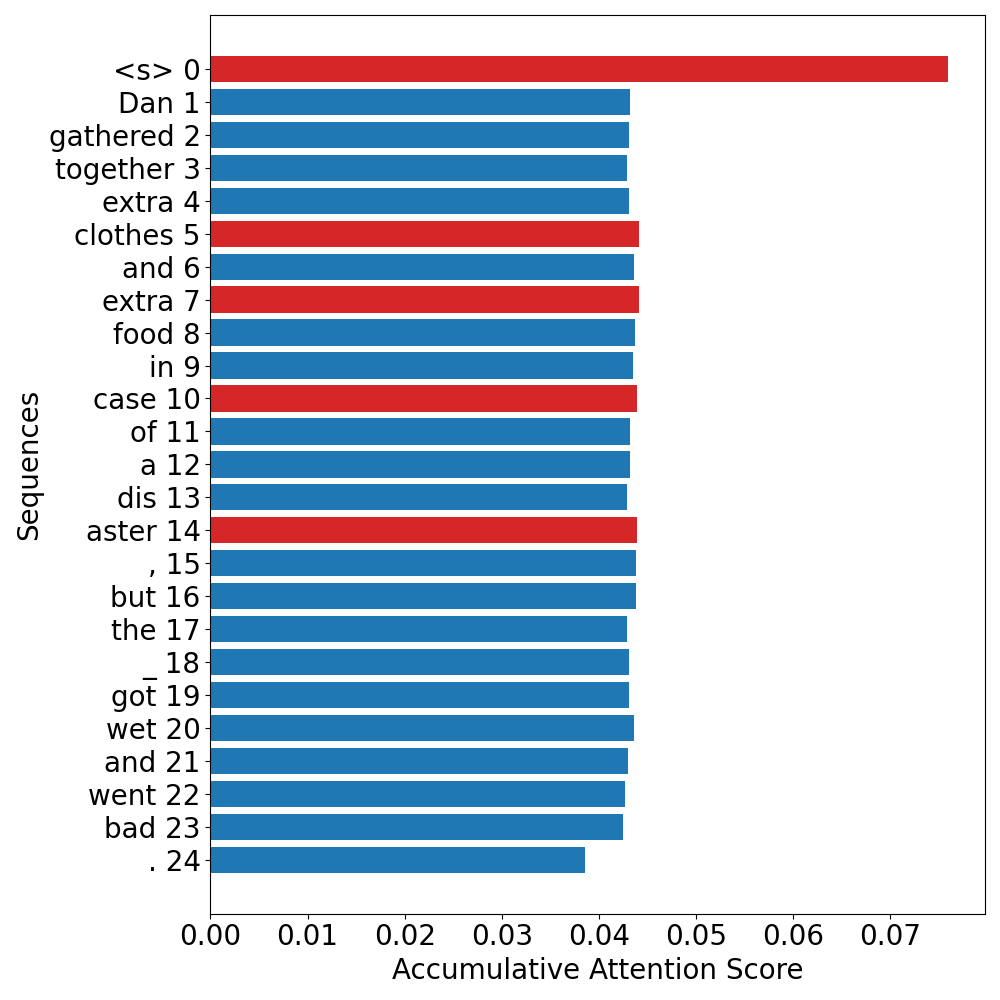 <s> 0
Dan 1
gathered 2
together 3
extra 4
clothes 5
and 6
extra 7
food 8
in 9
case 10
of 11
a 12
dis 13
aster 14
, 15
but 16
the 17
_ 18
got 19
wet 20
and 21
went 22
bad 23
. 24
Sequences
0.00 0.01 0.02 0.03 0.04 0.05 0.06 0.07
Accumulative Attention Score